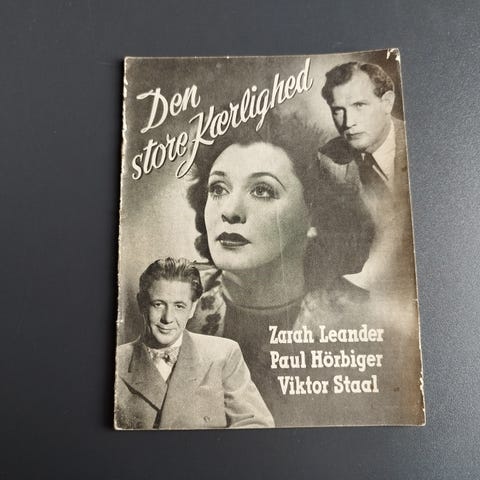 Den
store Kærlighed
Zarah Leander
Paul Hörbiger
Viktor Staal